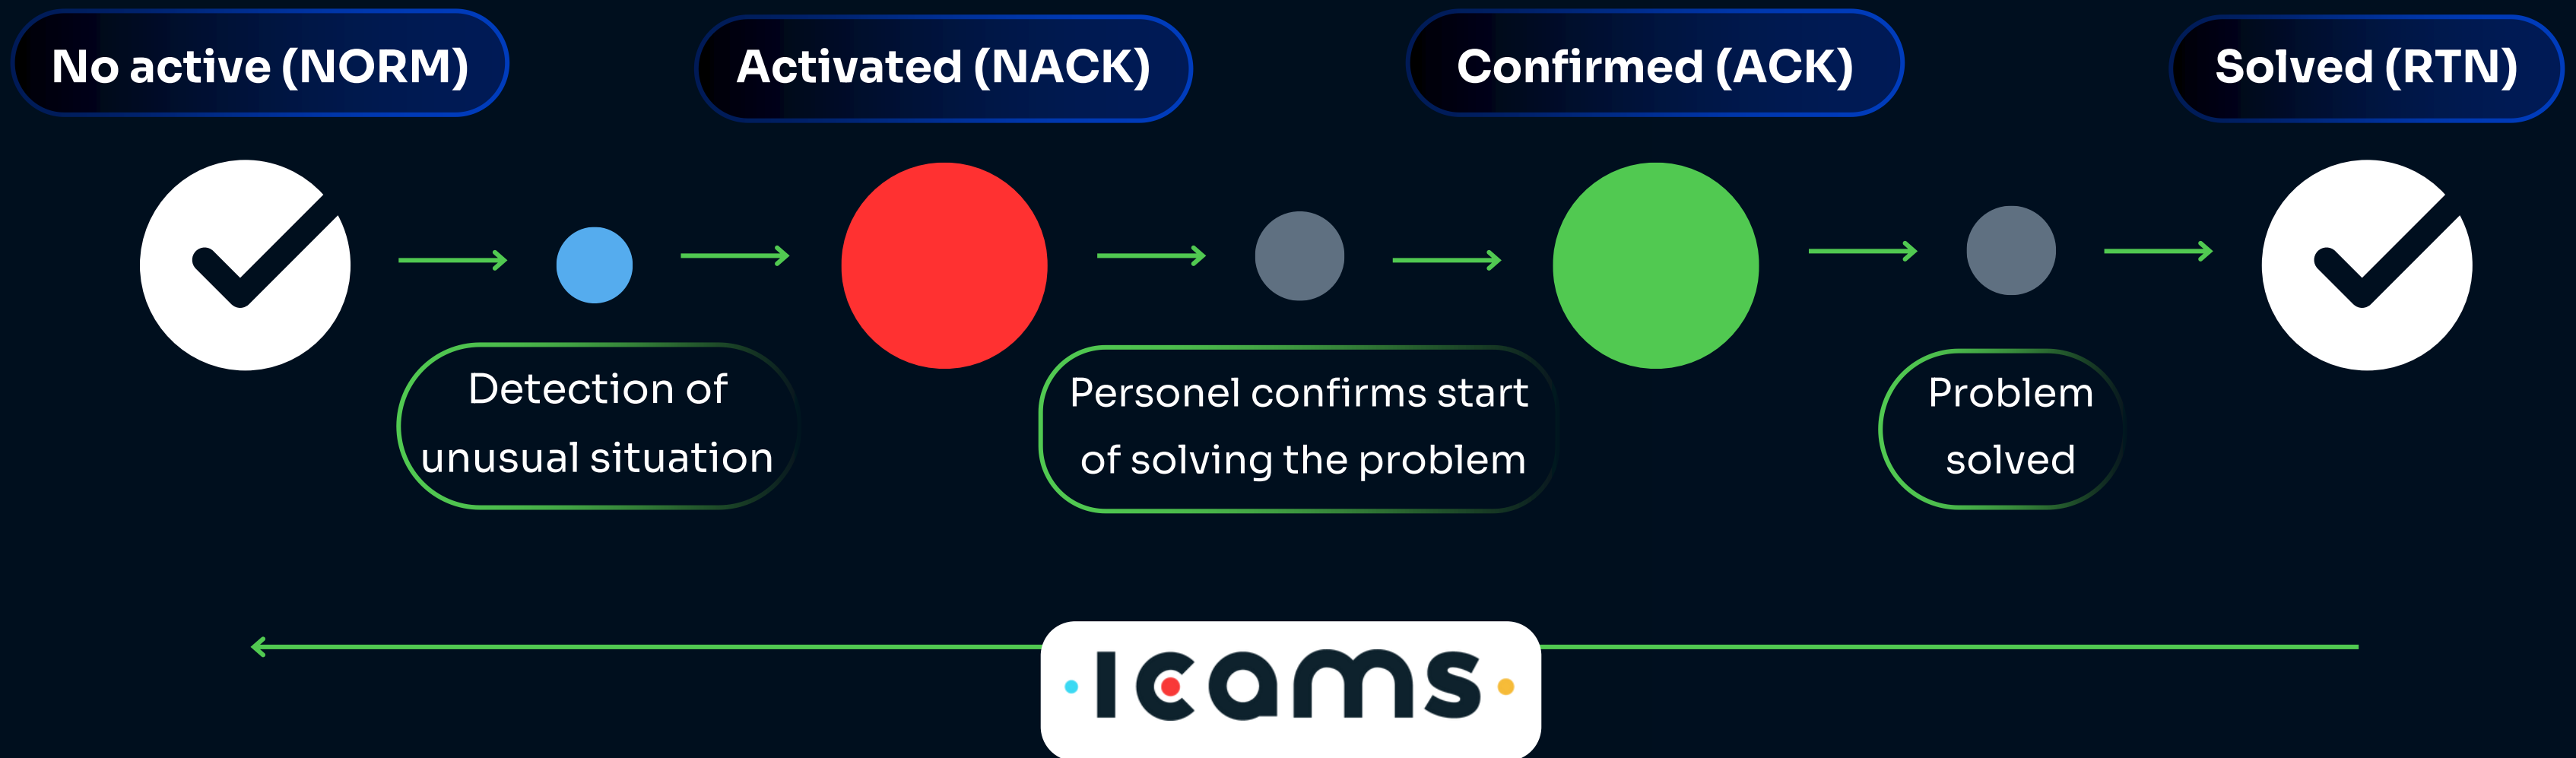 No active (NORM)
Activated (NACK)
Confirmed (ACK)
Solved (RTN)
Detection of
unusual situation
Personel confirms start
of solving the problem
Problem
solved
ıcams